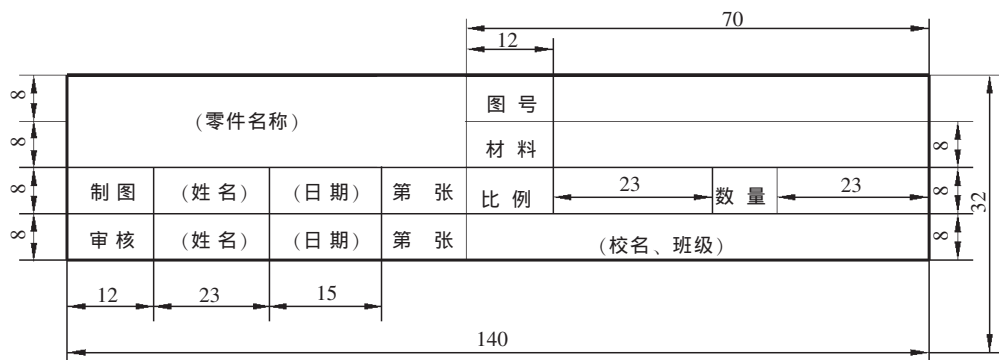 70
12
8 图 号
(零件名称)
8 材 料 8
8 制 图 (姓 名) (日 期) 第 张 比 例 23 数 量 23 8 32
8 审 核 (姓 名) (日 期) 第 张 (校名、班级) 8
12 23 15
140